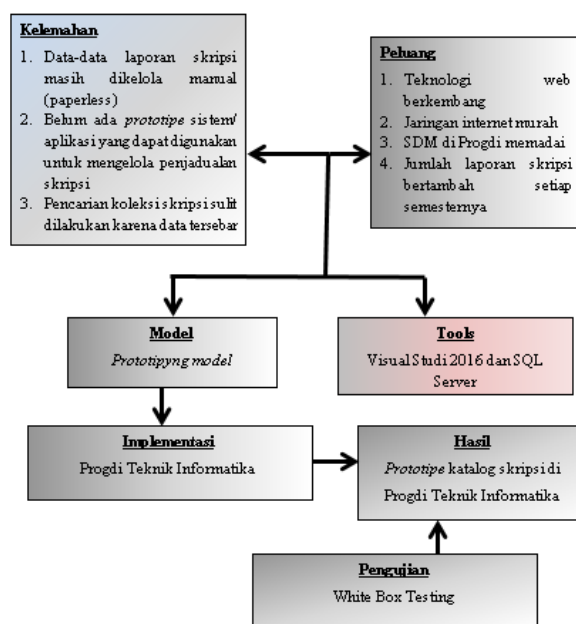 Kelemahan
1. Data-data laporan skripsi
masih dikelola manual
(paperless)
2. Belum ada prototipe sistem/
aplikasi yang dapat digunakan
untuk mengelola penjadualan
skripsi
3. Pencarian koleksi skripsi sulit
dilakukan karena data tersebar
Peluang
1. Teknologi web
berkembang
2. Jaringan internet murah
3. SDM di Progdi memadai
4. Jumlah laporan skripsi
bertambah setiap
semesternya
Model
Prototipyng model
Tools
Visual Studi 2016 dan SQL
Server
Implementasi
Progdi Teknik Informatika
Hasil
Prototipe katalog skripsi di
Progdi Teknik Informatika
Pengujian
White Box Testing